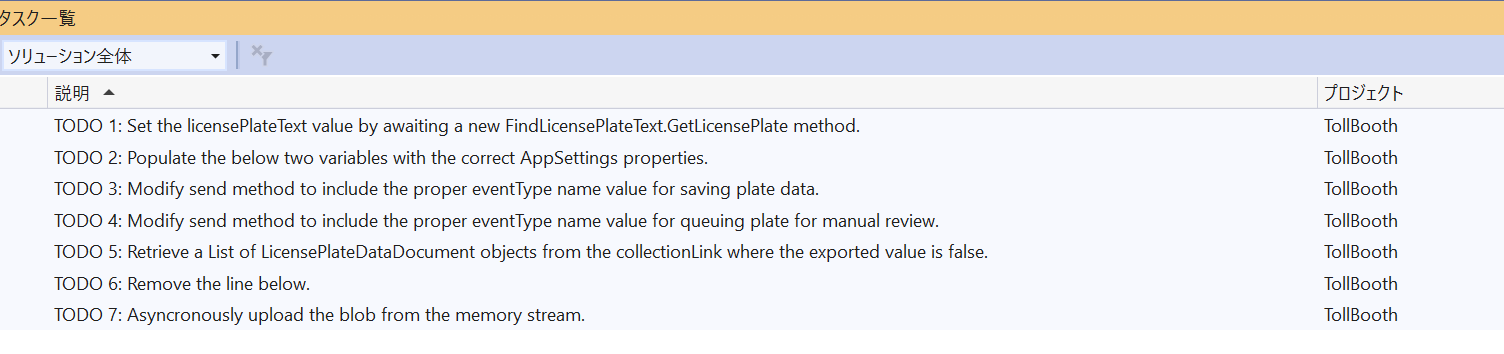 タスク一覧
ソリューション全体
説明 プロジェクト
TODO 1: Set the licensePlateText value by awaiting a new FindLicensePlateText.GetLicensePlate method. TollBooth
TODO 2: Populate the below two variables with the correct AppSettings properties. TollBooth
TODO 3: Modify send method to include the proper eventType name value for saving plate data. TollBooth
TODO 4: Modify send method to include the proper eventType name value for queuing plate for manual review. TollBooth
TODO 5: Retrieve a List of LicensePlateDataDocument objects from the collectionLink where the exported value is false. TollBooth
TODO 6: Remove the line below. TollBooth
TODO 7: Asyncronously upload the blob from the memory stream. TollBooth